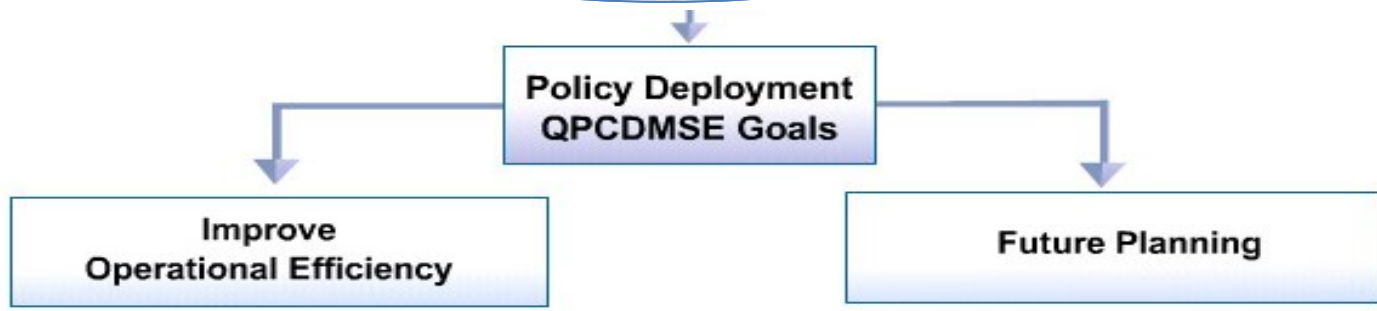 Policy Deployment
QPCDMSE Goals
Improve
Operational Efficiency
Future Planning